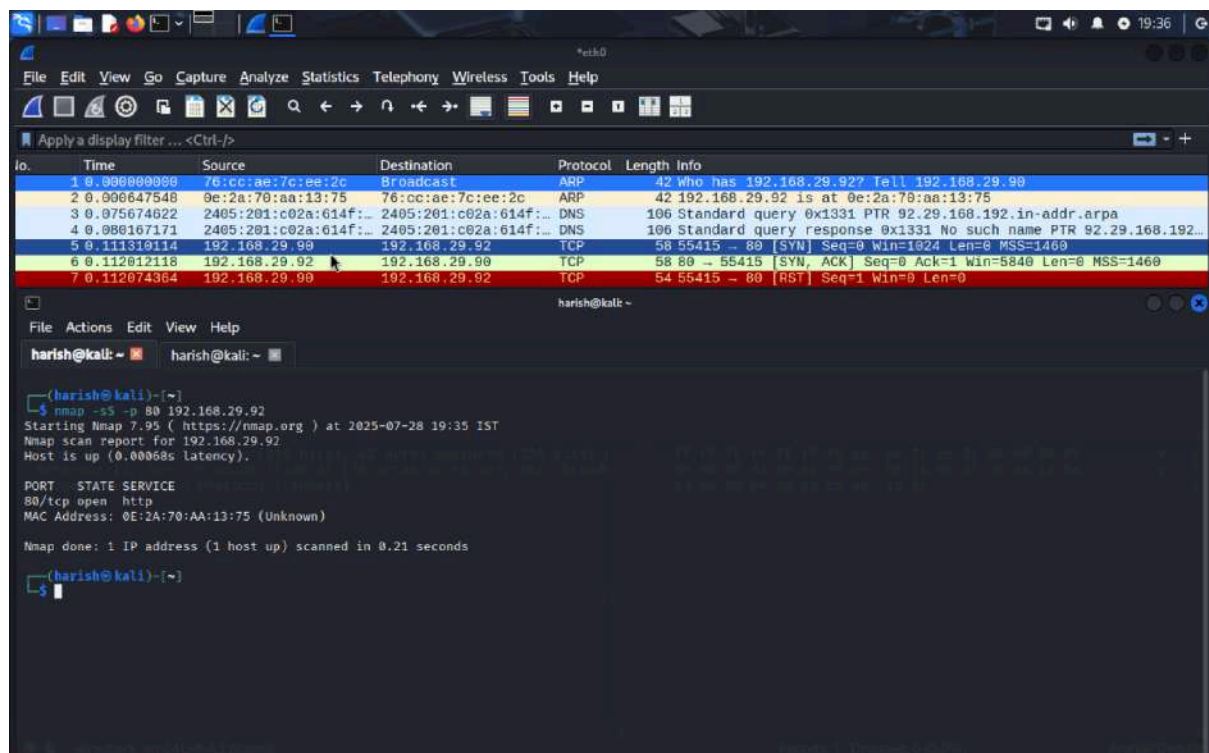 19:36
*eth0
File Edit View Go Capture Analyze Statistics Telephony Wireless Tools Help
Apply a display filter ... <Ctrl-/>
No. Time Source Destination Protocol Length Info
1 0.000000000 76:cc:ae:7c:ee:2c Broadcast ARP 42 Who has 192.168.29.92? Tell 192.168.29.90
2 0.000647548 0e:2a:70:aa:13:75 76:cc:ae:7c:ee:2c ARP 42 192.168.29.92 is at 0e:2a:70:aa:13:75
3 0.075674622 2405:201:c02a:614f:… 2405:201:c02a:614f:… DNS 106 Standard query 0x1331 PTR 92.29.168.192.in-addr.arpa
4 0.080167171 2405:201:c02a:614f:… 2405:201:c02a:614f:… DNS 106 Standard query response 0x1331 No such name PTR 92.29.168.192…
5 0.111310114 192.168.29.90 192.168.29.92 TCP 58 55415 → 80 [SYN] Seq=0 Win=1024 Len=0 MSS=1460
6 0.112012118 192.168.29.92 192.168.29.90 TCP 58 80 → 55415 [SYN, ACK] Seq=0 Ack=1 Win=5840 Len=0 MSS=1460
7 0.112074364 192.168.29.90 192.168.29.92 TCP 54 55415 → 80 [RST] Seq=1 Win=0 Len=0
harish@kali: ~
File Actions Edit View Help
harish@kali: ~ harish@kali: ~
(harish㉿kali)-[~]
$ nmap -sS -p 80 192.168.29.92
Starting Nmap 7.95 ( https://nmap.org ) at 2025-07-28 19:35 IST
Nmap scan report for 192.168.29.92
Host is up (0.00068s latency).
PORT STATE SERVICE
80/tcp open http
MAC Address: 0E:2A:70:AA:13:75 (Unknown)
Nmap done: 1 IP address (1 host up) scanned in 0.21 seconds
(harish㉿kali)-[~]
$